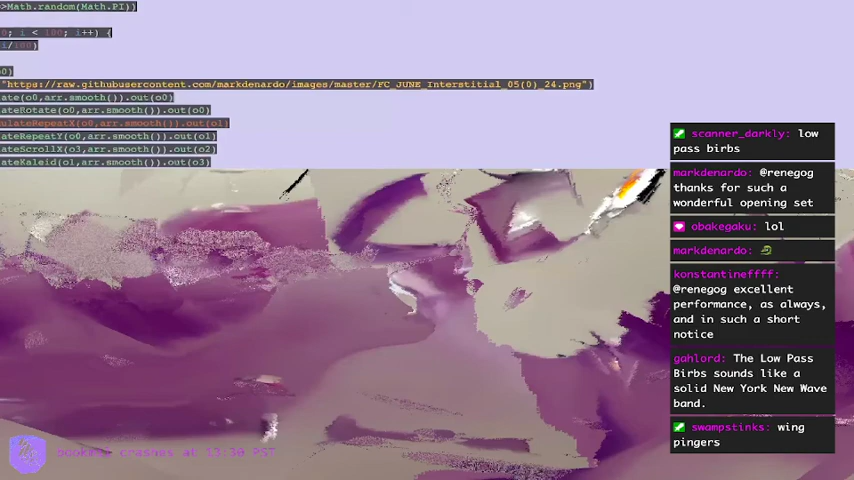 >Math.random(Math.PI))
0; i < 100; i++) {
i/100)
o0)
"https://raw.githubusercontent.com/markdenardo/images/master/FC_JUNE_Interstitial_05(0)_24.png")
ate(o0,arr.smooth()).out(o0)
ateRotate(o0,arr.smooth()).out(o0)
ulateRepeatX(o0,arr.smooth()).out(o1)
ateRepeatY(o0,arr.smooth()).out(o1)
ateScrollX(o3,arr.smooth()).out(o2)
ateKaleid(o1,arr.smooth()).out(o3)
scanner_darkly: low
pass birbs
markdenardo: @renegog
thanks for such a
wonderful opening set
obakegaku: lol
markdenardo:
konstantineffff:
@renegog excellent
performance, as always,
and in such a short
notice
gahlord: The Low Pass
Birbs sounds like a
solid New York New Wave
band.
swampstinks: wing
pingers
crashes at 13:30 PST